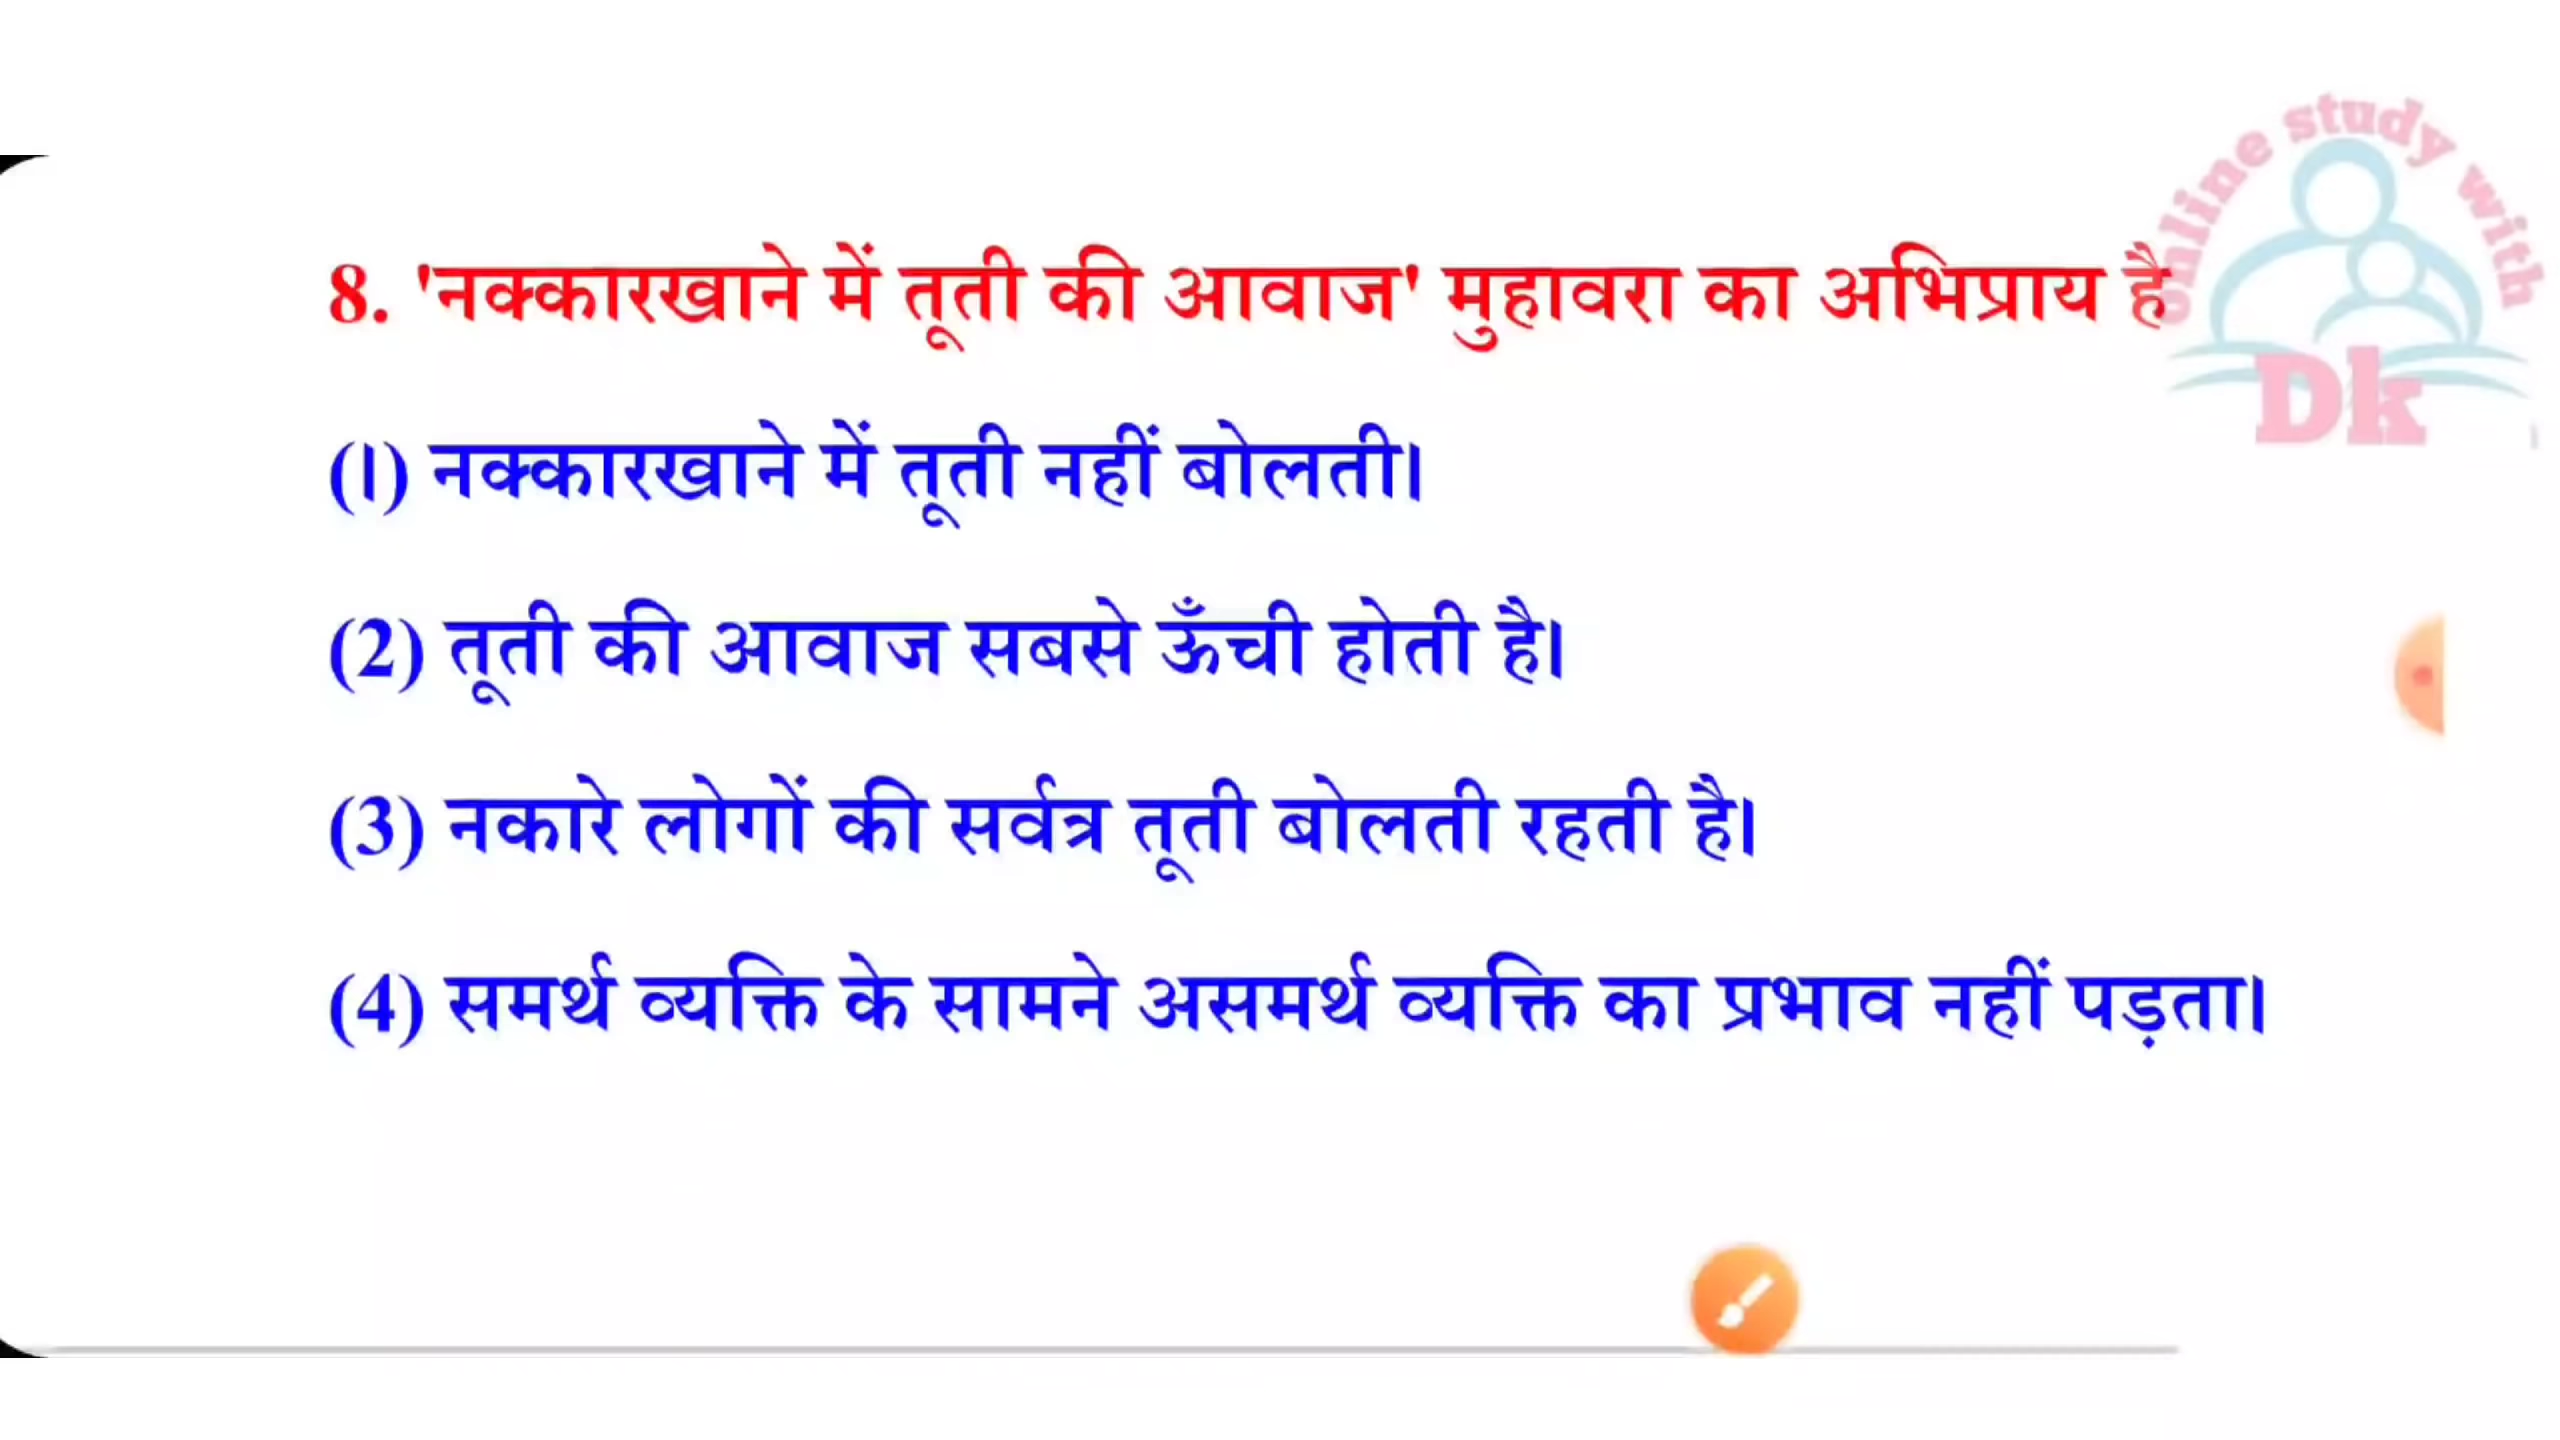 online study with
Dk
8. 'नक्कारखाने में तूती की आवाज' मुहावरा का अभिप्राय है
(।) नक्कारखाने में तूती नहीं बोलती।
(2) तूती की आवाज सबसे ऊँची होती है।
(3) नकारे लोगों की सर्वत्र तूती बोलती रहती है।
(4) समर्थ व्यक्ति के सामने असमर्थ व्यक्ति का प्रभाव नहीं पड़ता।